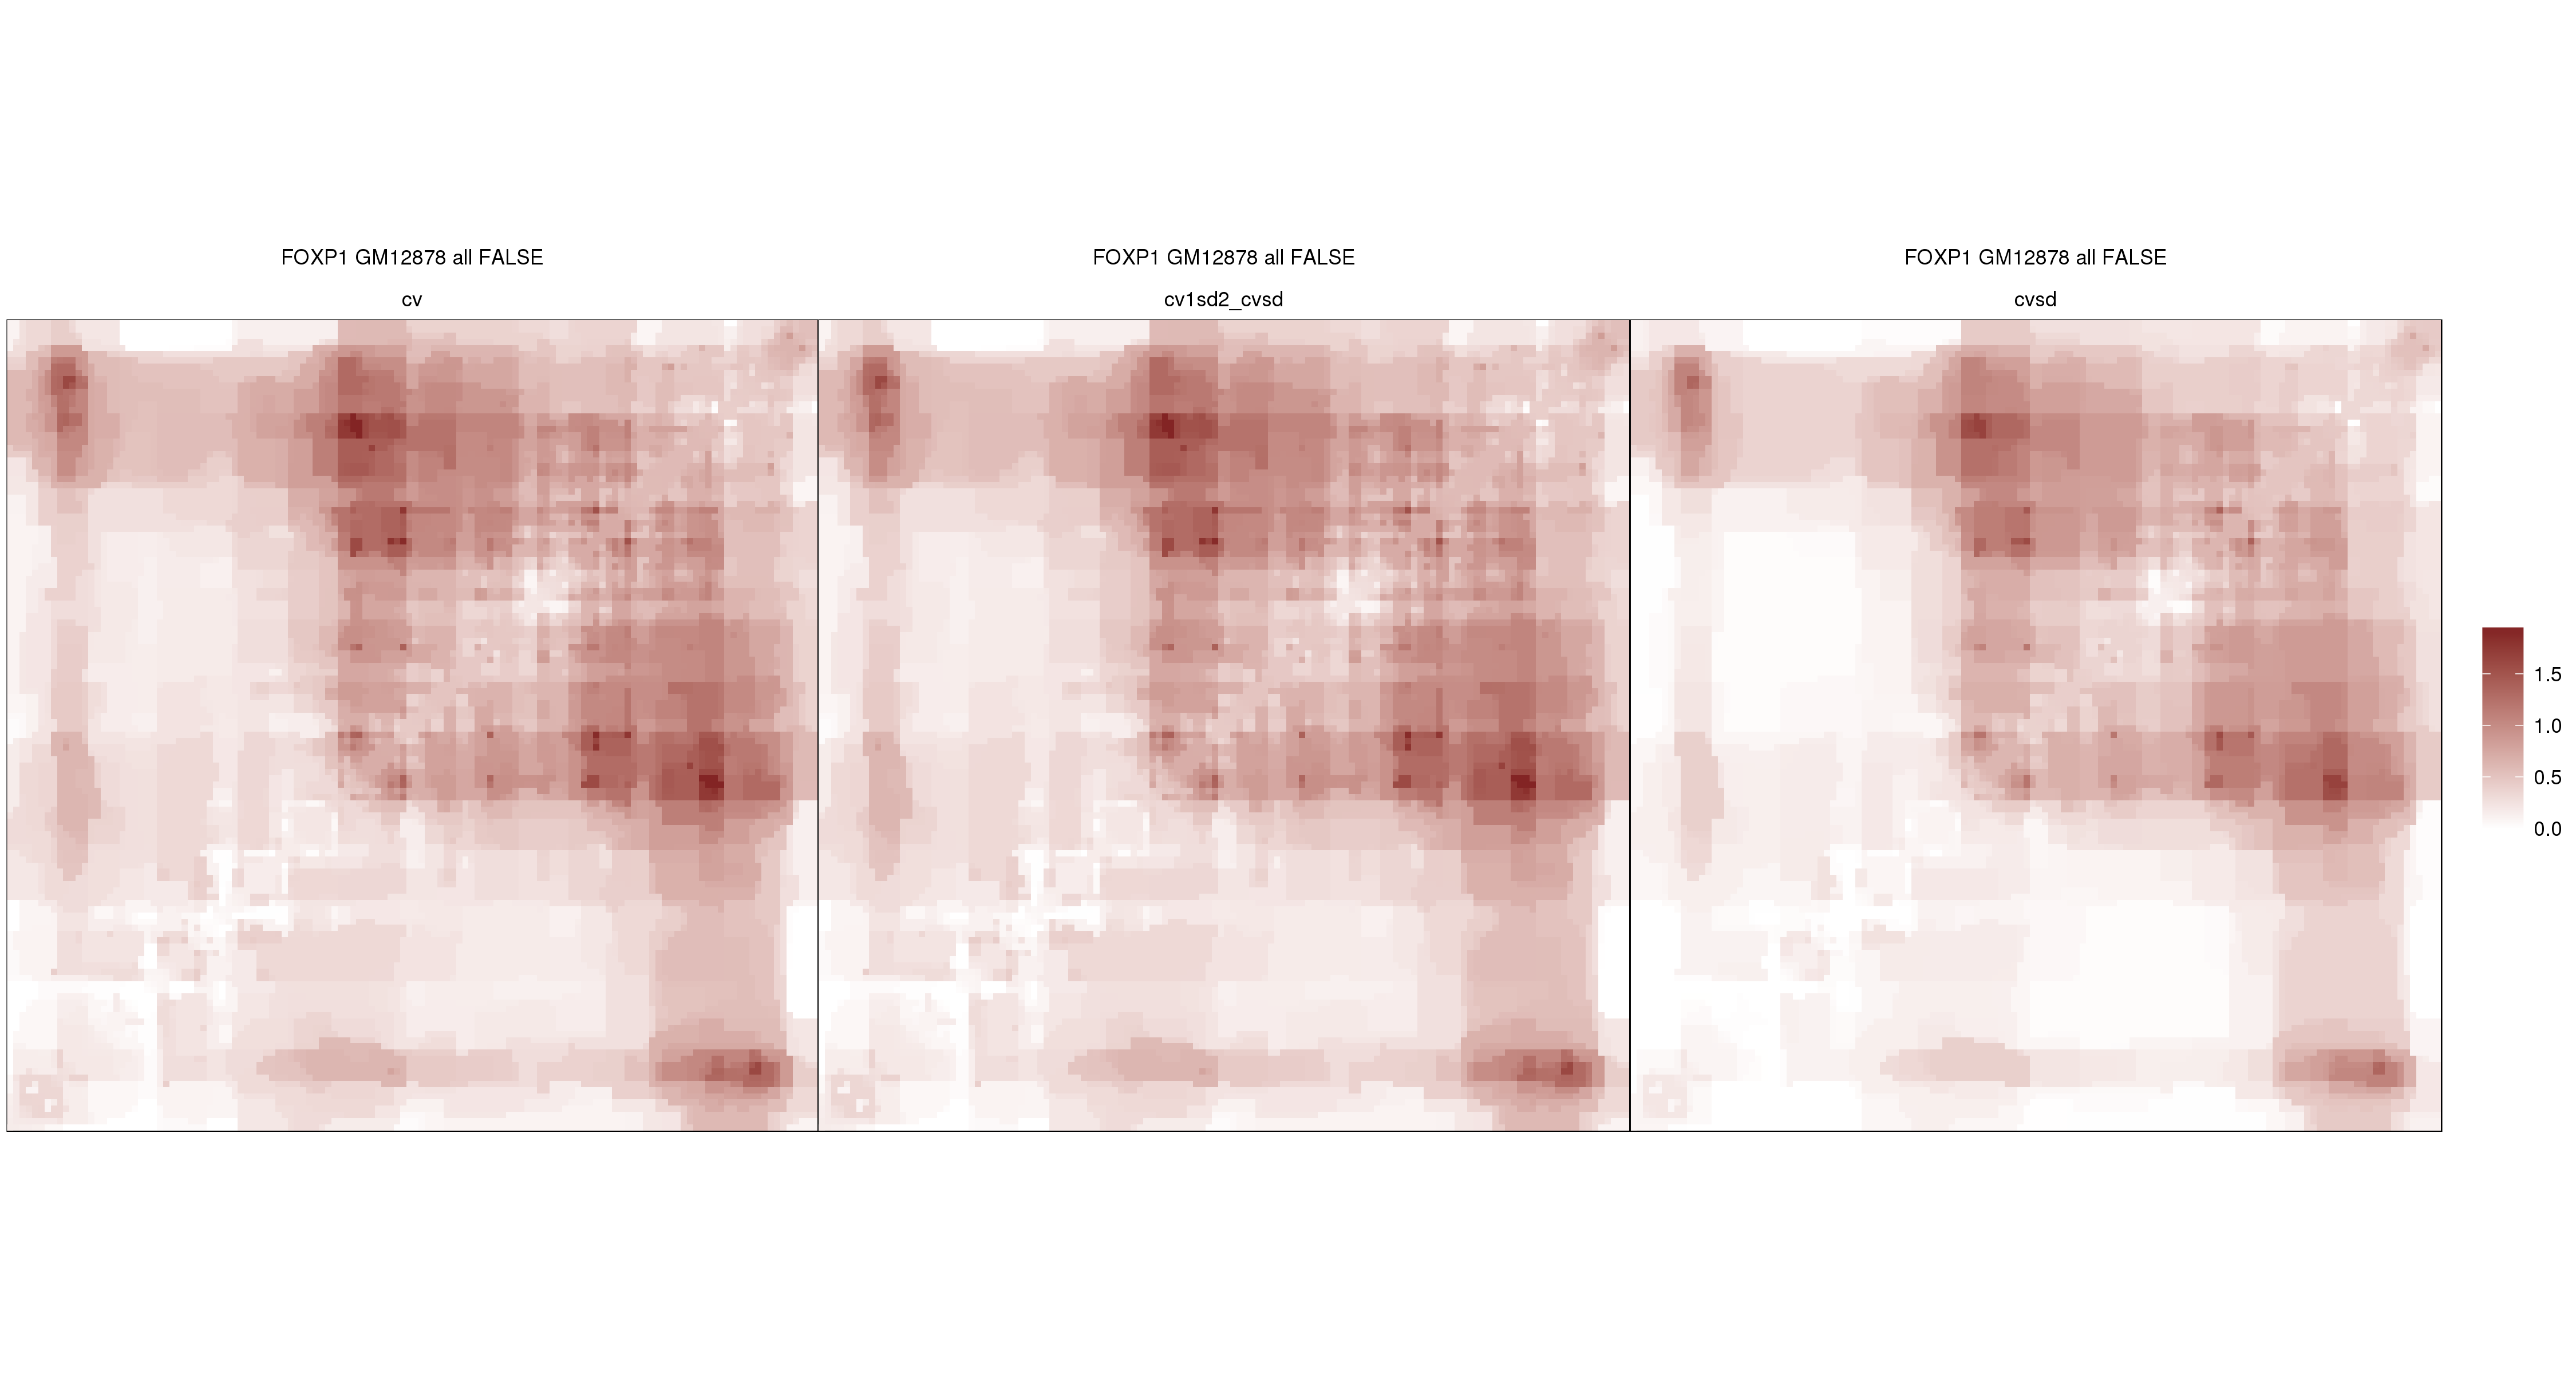 FOXP1 GM12878 all FALSE
cv
FOXP1 GM12878 all FALSE
cv1sd2_cvsd
FOXP1 GM12878 all FALSE
cvsd
1.5
1.0
0.5
0.0